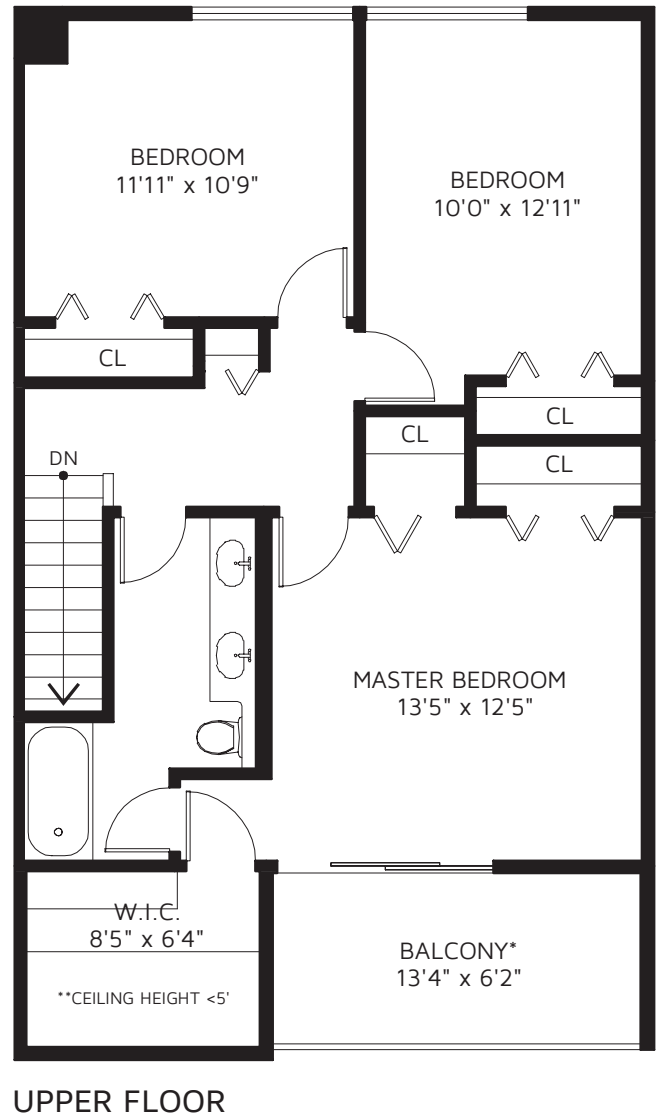 BEDROOM
11'11" x 10'9"
BEDROOM
10'0" x 12'11"
CL
CL
CL
CL
DN
MASTER BEDROOM
13'5" x 12'5"
W.I.C.
8'5" x 6'4"
**CEILING HEIGHT <5'
BALCONY*
13'4" x 6'2"
UPPER FLOOR